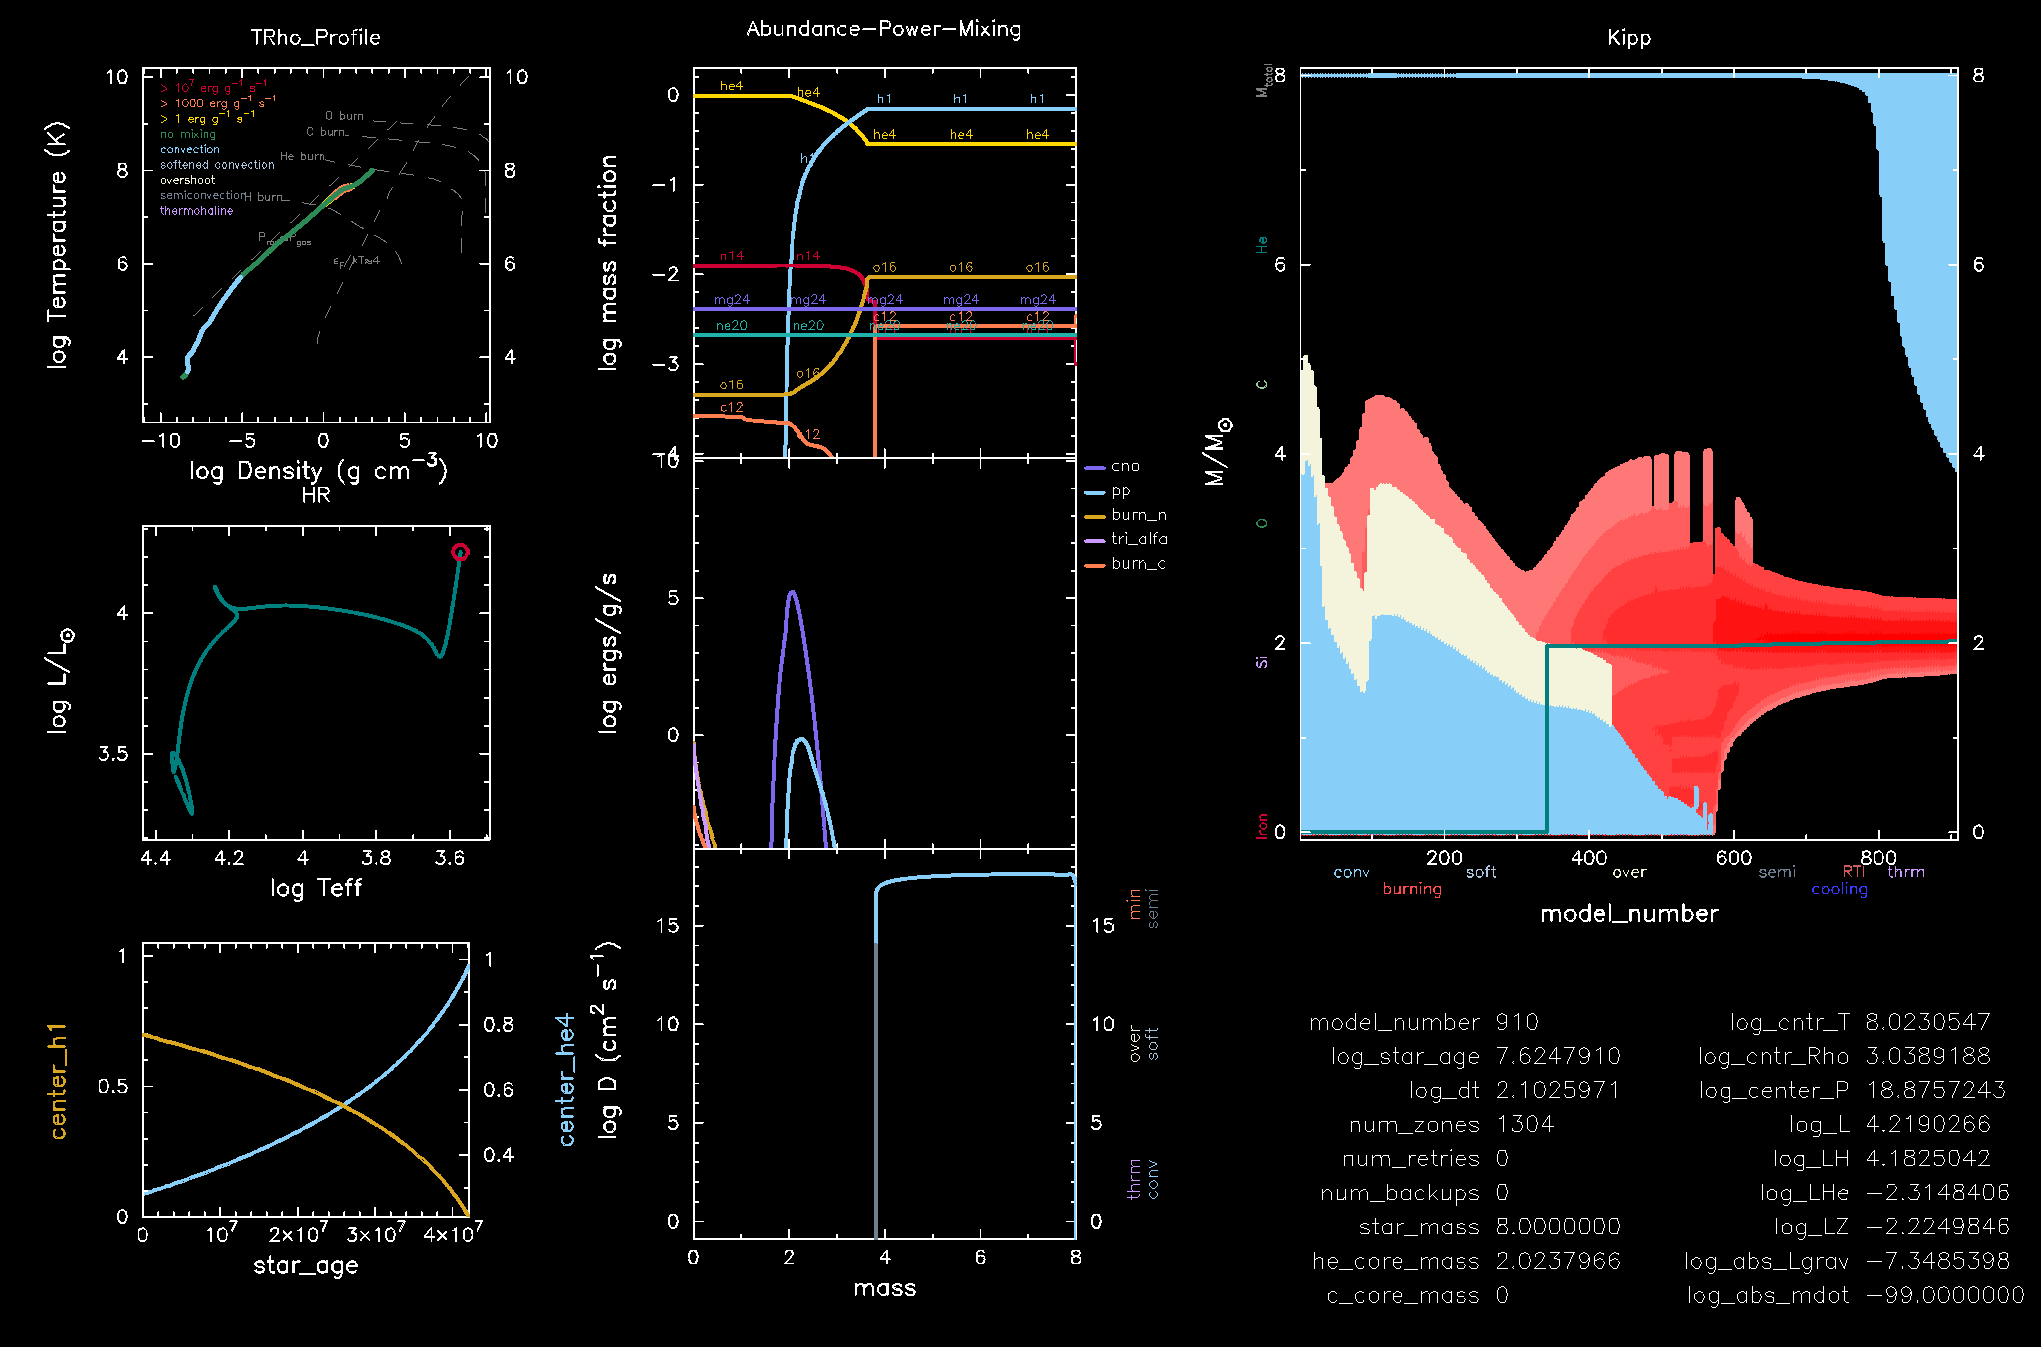 TRho_Profile
10
8
6
4
10
8
6
4
log Temperature (K)
> 10⁷ erg g⁻¹ s⁻¹
> 1000 erg g⁻¹ s⁻¹
> 1 erg g⁻¹ s⁻¹
no mixing
convection
softened convection
overshoot
semiconvection
thermohaline
O burn
C burn
He burn
H burn
−10
−5
0
5
10
log Density (g cm⁻³)
HR
4
3.5
log L/L☉
4.4
4.2
4
3.8
3.6
log Teff
1
0.5
0
center_h1
1
0.8
0.6
0.4
center_he4
0
10⁷
2×10⁷
3×10⁷
4×10⁷
star_age
Abundance−Power−Mixing
0
−1
−2
−3
−4
log mass fraction
he4
he4
h1
h1
h1
he4
he4
he4
h1
n14
n14
o16
o16
o16
mg24
mg24
mg24
mg24
mg24
c12
c12
c12
ne20
ne20
ne20
ne20
ne20
o16
o16
c12
c12
10
5
0
log ergs/g/s
cno
pp
burn_n
tri_alfa
burn_c
15
10
5
0
log D (cm² s⁻¹)
15
10
5
0
min
semi
over
soft
thrm
conv
0
2
4
6
8
mass
Kipp
8
6
4
2
0
8
6
4
2
0
M/M☉
M_total
He
C
O
Si
Iron
200
400
600
800
conv
burning
soft
over
semi
cooling
RTI
thrm
model_number
model_number 910
log_star_age 7.6247910
log_dt 2.1025971
num_zones 1304
num_retries 0
num_backups 0
star_mass 8.0000000
he_core_mass 2.0237966
c_core_mass 0
log_cntr_T 8.0230547
log_cntr_Rho 3.0389188
log_center_P 18.8757243
log_L 4.2190266
log_LH 4.1825042
log_LHe −2.3148406
log_LZ −2.2249846
log_abs_Lgrav −7.3485398
log_abs_mdot −99.0000000